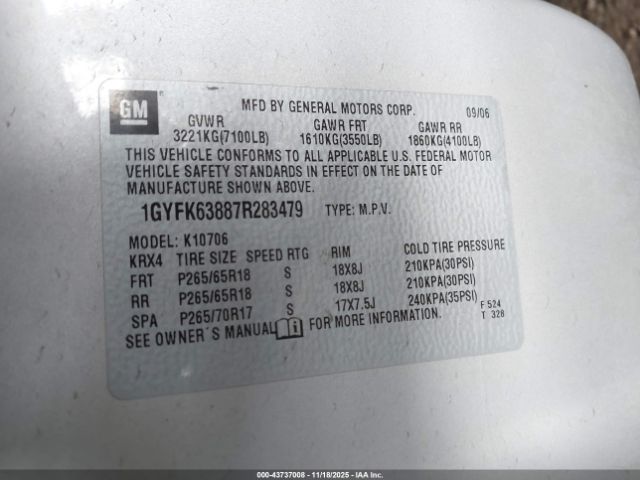 GM
MFD BY GENERAL MOTORS CORP. 09/06
GVWR GAWR FRT GAWR RR
3221KG(7100LB) 1610KG(3550LB) 1860KG(4100LB)
THIS VEHICLE CONFORMS TO ALL APPLICABLE U.S. FEDERAL MOTOR
VEHICLE SAFETY STANDARDS IN EFFECT ON THE DATE OF
MANUFACTURE SHOWN ABOVE.
1GYFK63887R283479 TYPE: M.P.V.
MODEL: K10706
KRX4 TIRE SIZE SPEED RTG RIM COLD TIRE PRESSURE
FRT P265/65R18 S 18X8J 210KPA(30PSI)
RR P265/65R18 S 18X8J 210KPA(30PSI)
SPA P265/70R17 S 17X7.5J 240KPA(35PSI) F 524
SEE OWNER'S MANUAL FOR MORE INFORMATION. T 328
000-43737008 - 11/18/2025 - IAAI.COM